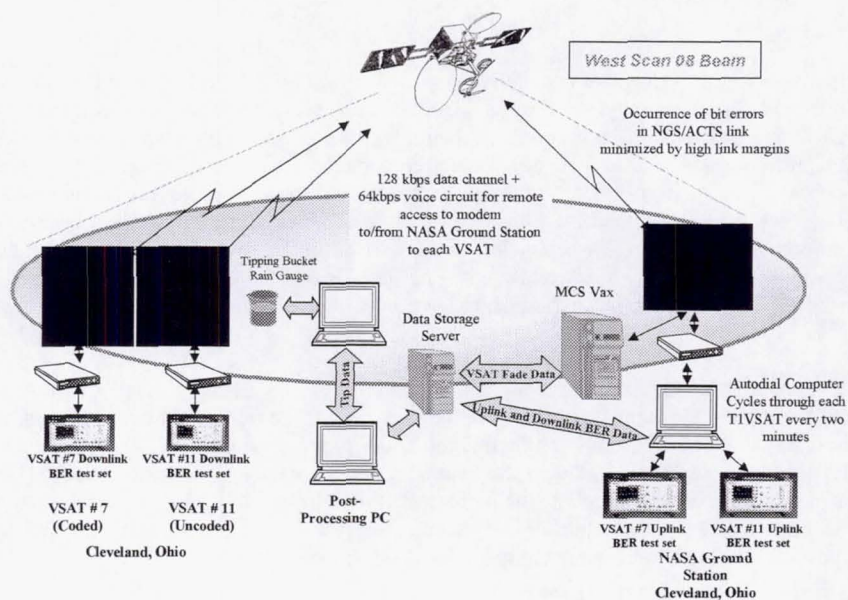 West Scan 08 Beam
Occurrence of bit errors
in NGS/ACTS link
minimized by high link margins
128 kbps data channel +
64kbps voice circuit for remote
access to modem
to/from NASA Ground Station
to each VSAT
Tipping Bucket
Rain Gauge
MCS Vax
Data Storage
Server
Tip Data
VSAT Fade Data
Uplink and Downlink BER Data
Autodial Computer
Cycles through each
T1VSAT every two
minutes
VSAT #7 Downlink
BER test set
VSAT #11 Downlink
BER test set
VSAT # 7
(Coded)
VSAT # 11
(Uncoded)
Cleveland, Ohio
Post-
Processing PC
VSAT #7 Uplink
BER test set
VSAT #11 Uplink
BER test set
NASA Ground
Station
Cleveland, Ohio